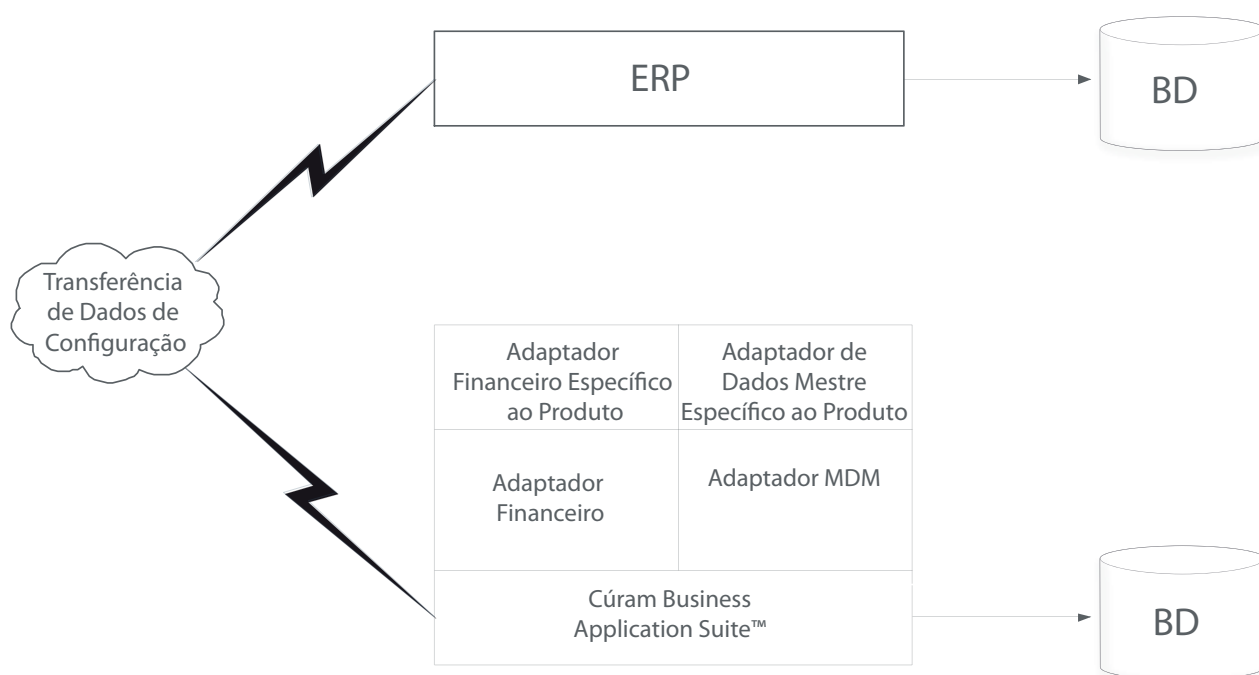 ERP
BD
Transferência
de Dados de
Configuração
Adaptador
Financeiro Específico
ao Produto
Adaptador de
Dados Mestre
Específico ao Produto
Adaptador
Financeiro
Adaptador MDM
Cúram Business
Application Suite™
BD